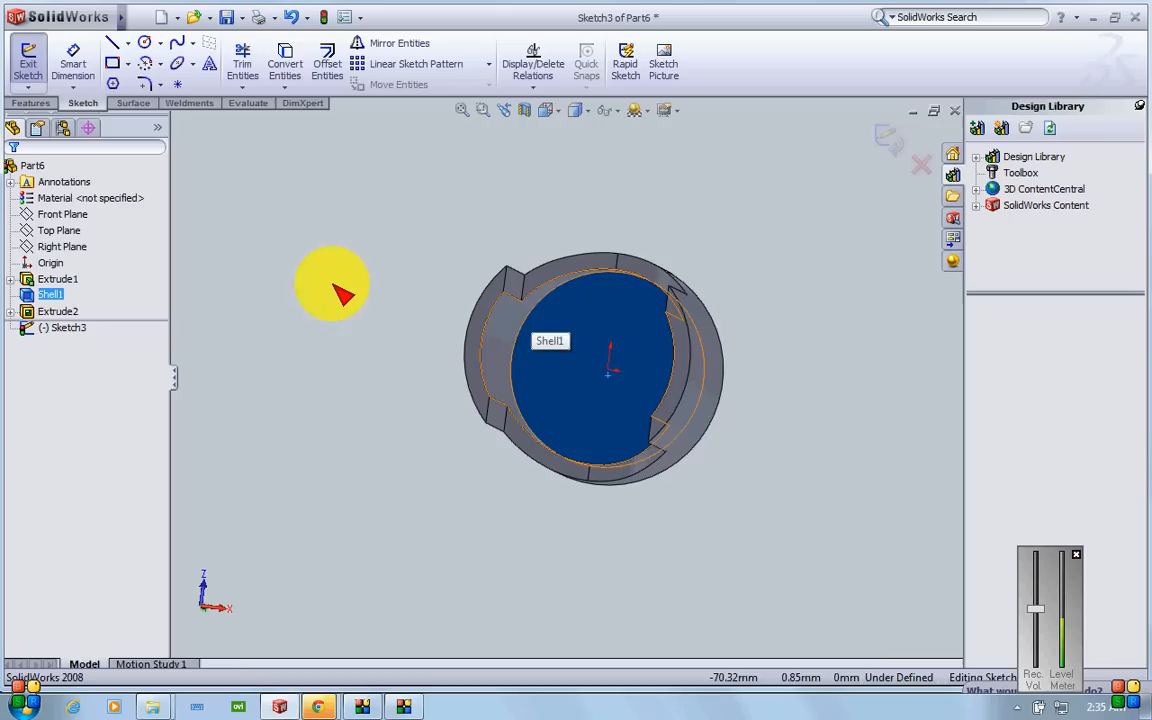 SolidWorks
Sketch3 of Part6 *
SolidWorks Search
Exit Sketch
Smart Dimension
Trim Entities
Convert Entities
Offset Entities
Mirror Entities
Linear Sketch Pattern
Move Entities
Display/Delete Relations
Quick Snaps
Rapid Sketch
Sketch Picture
Features
Sketch
Surface
Weldments
Evaluate
DimXpert
Design Library
Part6
Annotations
Material <not specified>
Front Plane
Top Plane
Right Plane
Origin
Extrude1
Shell1
Extrude2
(-) Sketch3
Shell1
Design Library
Toolbox
3D ContentCentral
SolidWorks Content
Z
X
Rec. Vol
Level Meter
Model
Motion Study 1
SolidWorks 2008
-70.32mm
0.85mm
0mm
Under Defined
Editing Sketch
ovi